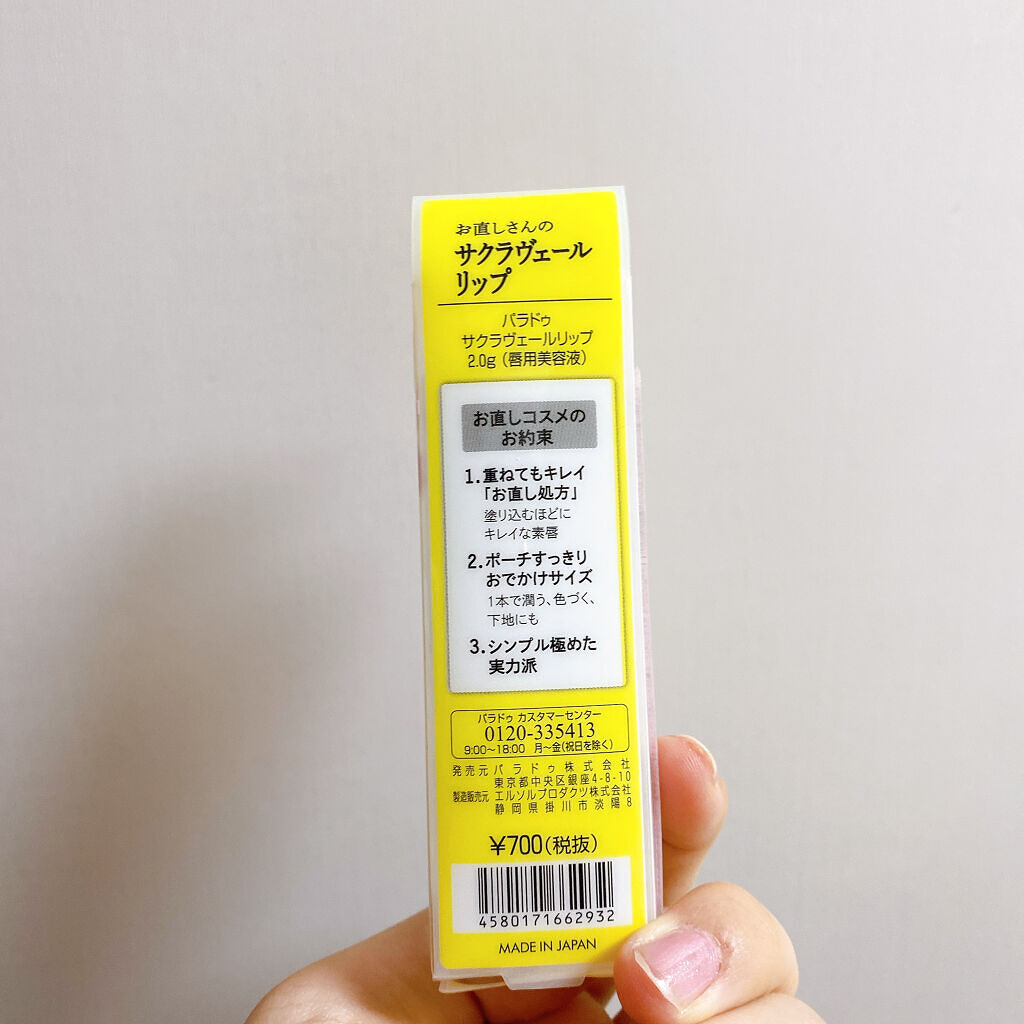 お直しさんの
サクラヴェール
リップ
パラドゥ
サクラヴェールリップ
2.0g（唇用美容液）
お直しコスメの
お約束
1.重ねてもキレイ
「お直し処方」
塗り込むほどに
キレイな素唇
2.ポーチすっきり
おでかけサイズ
1本で潤う、色づく、
下地にも
3.シンプル極めた
実力派
パラドゥ カスタマーセンター
0120-335413
9:00～18:00 月～金(祝日を除く)
発売元 パラドゥ株式会社
東京都中央区銀座4-8-10
製造販売元 エルソルプロダクツ株式会社
静岡県掛川市淡陽8
¥700(税抜)
4580171662932
MADE IN JAPAN